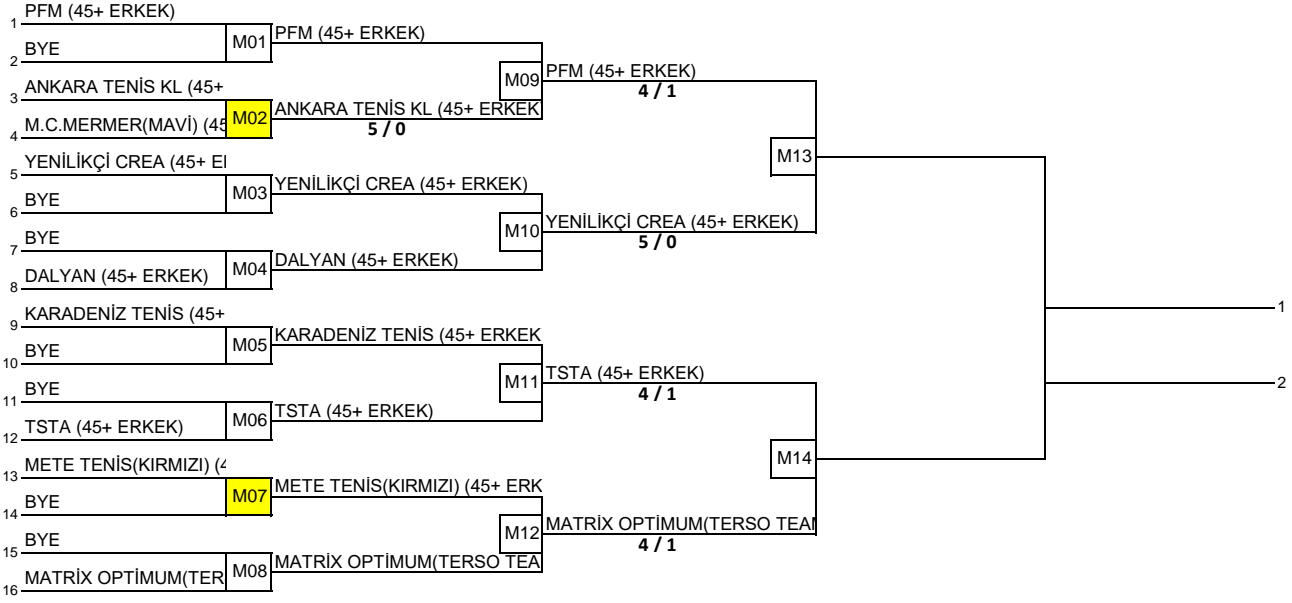 PFM (45+ ERKEK)
1
M01
PFM (45+ ERKEK)
BYE
2
M09
PFM (45+ ERKEK)
4 / 1
ANKARA TENİS KL (45+
3
M02
ANKARA TENİS KL (45+ ERKEK
5 / 0
M.C.MERMER(MAVİ) (45
4
M13
YENİLİKÇİ CREA (45+ E
5
M03
YENİLİKÇİ CREA (45+ ERKEK)
BYE
6
M10
YENİLİKÇİ CREA (45+ ERKEK)
5 / 0
BYE
7
M04
DALYAN (45+ ERKEK)
DALYAN (45+ ERKEK)
8
1
KARADENİZ TENİS (45+
9
M05
KARADENİZ TENİS (45+ ERKEK
BYE
10
M11
TSTA (45+ ERKEK)
4 / 1
2
BYE
11
M06
TSTA (45+ ERKEK)
TSTA (45+ ERKEK)
12
M14
METE TENİS(KIRMIZI) (4
13
M07
METE TENİS(KIRMIZI) (45+ ERK
BYE
14
M12
MATRİX OPTİMUM(TERSO TEA
4 / 1
BYE
15
M08
MATRİX OPTİMUM(TERSO TEA
MATRİX OPTİMUM(TER
16